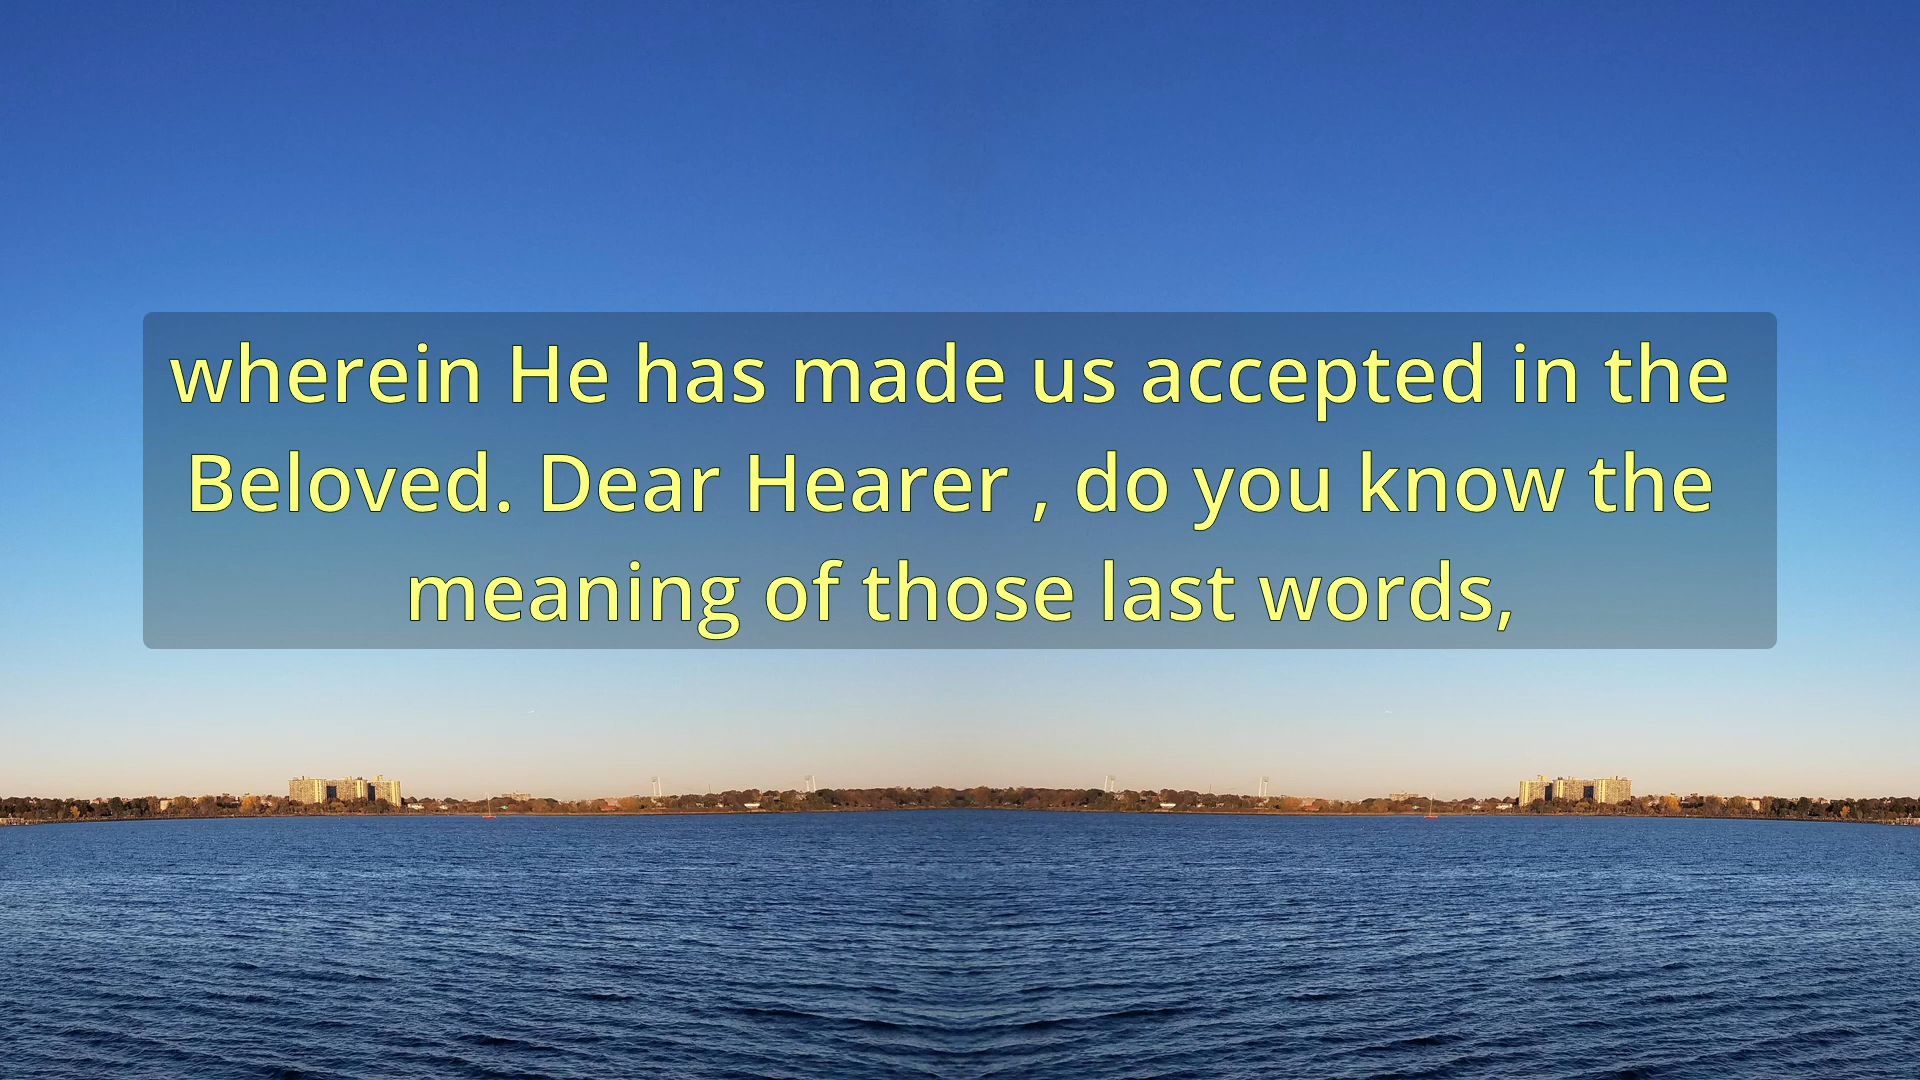 wherein He has made us accepted in the
Beloved. Dear Hearer , do you know the
meaning of those last words,